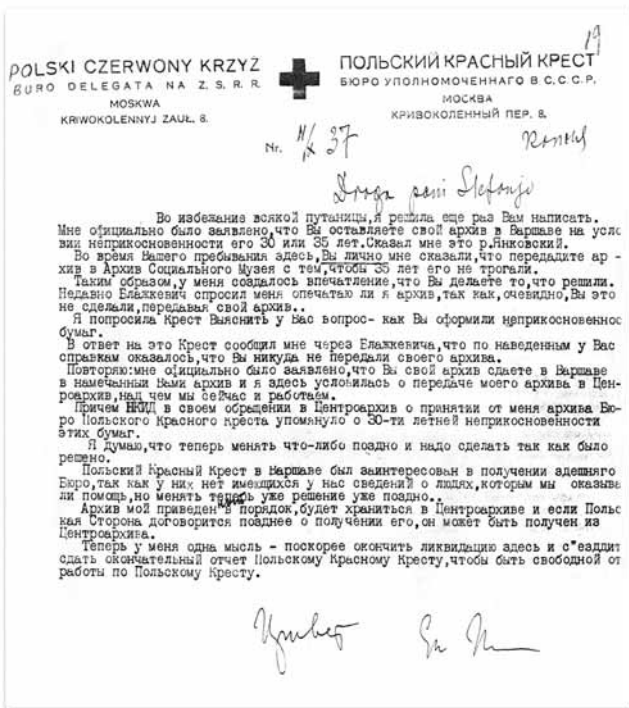 19
POLSKI CZERWONY KRZYŻ
BIURO DELEGATA NA Z. S. R. R.
MOSKWA
KRIWOKOLENNYJ ZAUŁ. 8.
ПОЛЬСКИЙ КРАСНЫЙ КРЕСТ
БЮРО УПОЛНОМОЧЕННАГО В С.С.С.Р.
МОСКВА
КРИВОКОЛЕННЫЙ ПЕР. 8.
Nr. 37
Droga pani Stefanjo
Во избежание всякой путаницы,я решила еще раз Вам написать.
Мне официально было заявлено,что Вы оставляете свой архив в Варшаве на усло
вии неприкосновенности его 30 или 35 лет.Сказал мне это р.Янковский.
Во время Вашего пребывания здесь,Вы лично мне сказали,что передадите ар -
хив в Архив Социального Музея с тем,чтобы 35 лет его не трогали.
Таким образом,у меня создалось впечатление,что Вы делаете то,что решили.
Недавно Блажкевич спросил меня опечатаю ли я архив,так как,очевидно,Вы это
не сделали,передавая свой архив..
Я попросила Крест Выяснить у Вас вопрос- как Вы оформили неприкосновеннос
бумаг.
В ответ на это Крест сообщил мне через Блажкевича,что по наведенным у Вас
справкам оказалось,что Вы никуда не передали своего архива.
Повторяю:мне официально было заявлено,что Вы свой архив сдаете в Варшаве
в намечанный Вами архив и я здесь условилась о передаче моего архива в Цен-
роархив,над чем мы сейчас и работаем.
Причем НКИД в своем обращении в Центроархив о принятии от меня архива Бю-
ро Польского Красного креста упомянуло о 30-ти летней неприкосновенности
этих бумаг.
Я думаю,что теперь менять что-либо поздно и надо сделать так как было
решено.
Польский Красный Крест в Варшаве был заинтересован в получении здешняго
Бюро,так как у них нет имеющихся у нас сведений о людях,которым мы оказыва
ли помощь,но менять теперь уже решение уже поздно..
Архив мой приведен в порядок,будет храниться в Центроархиве и если Польс
кая Сторона договорится позднее о получении его,он может быть получен из
Центроархива.
Теперь у меня одна мысль - поскорее окончить ликвидацию здесь и с"ездит
сдать окончательный отчет Польскому Красному Кресту,чтобы быть свободной от
работы по Польскому Кресту.
Привет